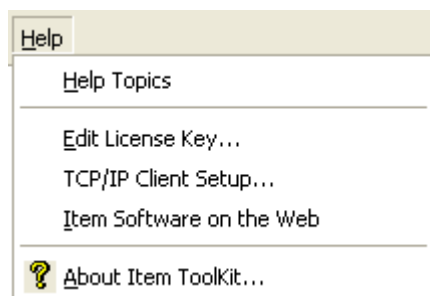 Help
Help Topics
Edit License Key...
TCP/IP Client Setup...
Item Software on the Web
About Item ToolKit...